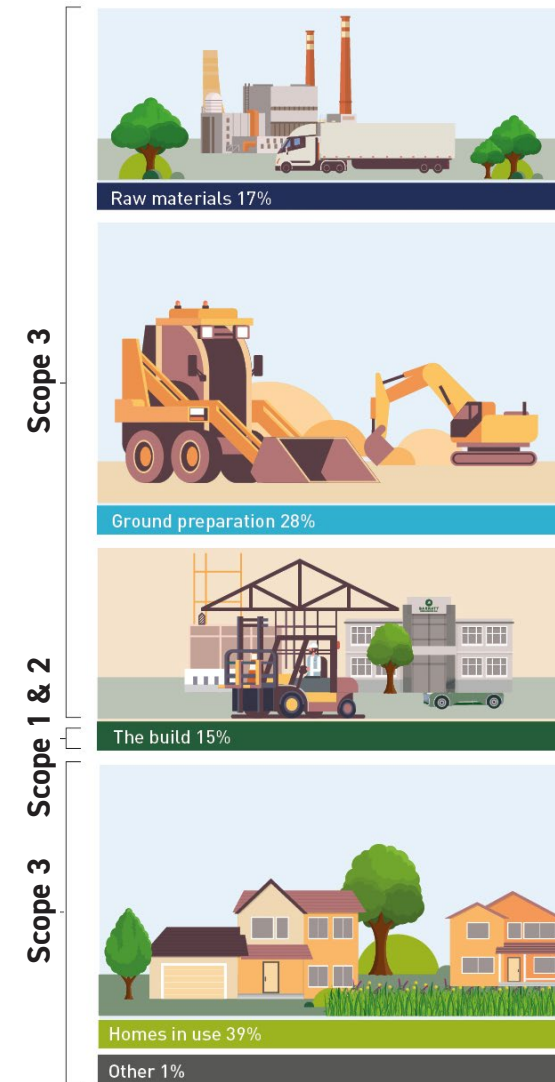 Scope 3
Raw materials 17%
Ground preparation 28%
BARRATT
Scope 1 & 2
The build 15%
Scope 3
Homes in use 39%
Other 1%